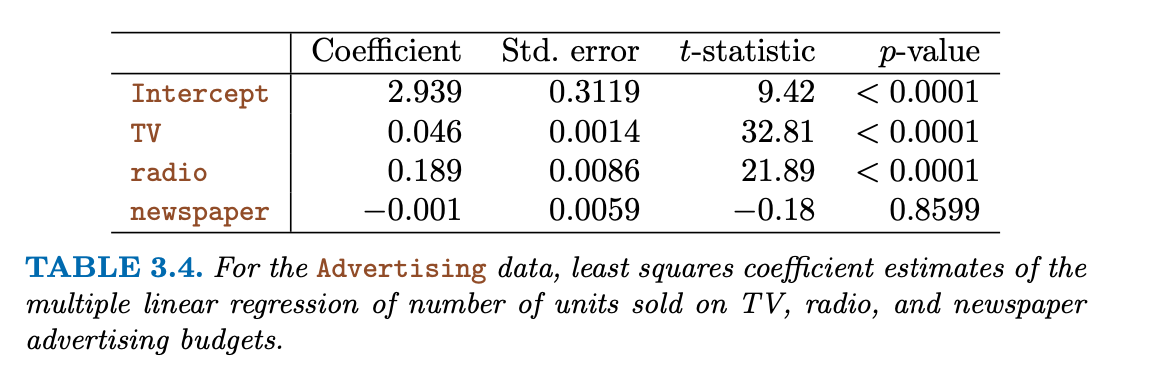 Coefficient Std. error t-statistic p-value
Intercept 2.939 0.3119 9.42 < 0.0001
TV 0.046 0.0014 32.81 < 0.0001
radio 0.189 0.0086 21.89 < 0.0001
newspaper −0.001 0.0059 −0.18 0.8599
TABLE 3.4. For the Advertising data, least squares coefficient estimates of the
multiple linear regression of number of units sold on TV, radio, and newspaper
advertising budgets.